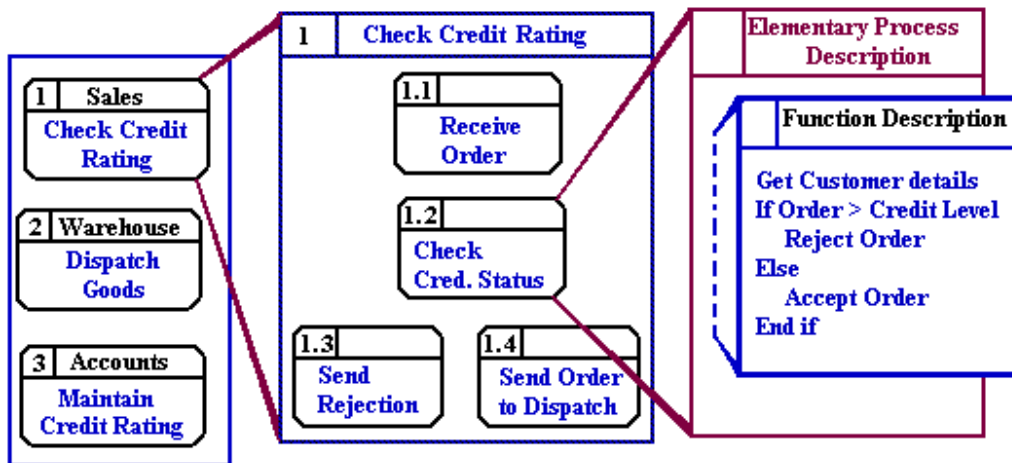 1 Sales
Check Credit
Rating
2 Warehouse
Dispatch
Goods
3 Accounts
Maintain
Credit Rating
1 Check Credit Rating
1.1
Receive
Order
1.2
Check
Cred. Status
1.3
Send
Rejection
1.4
Send Order
to Dispatch
Elementary Process
Description
Function Description
Get Customer details
If Order > Credit Level
Reject Order
Else
Accept Order
End if